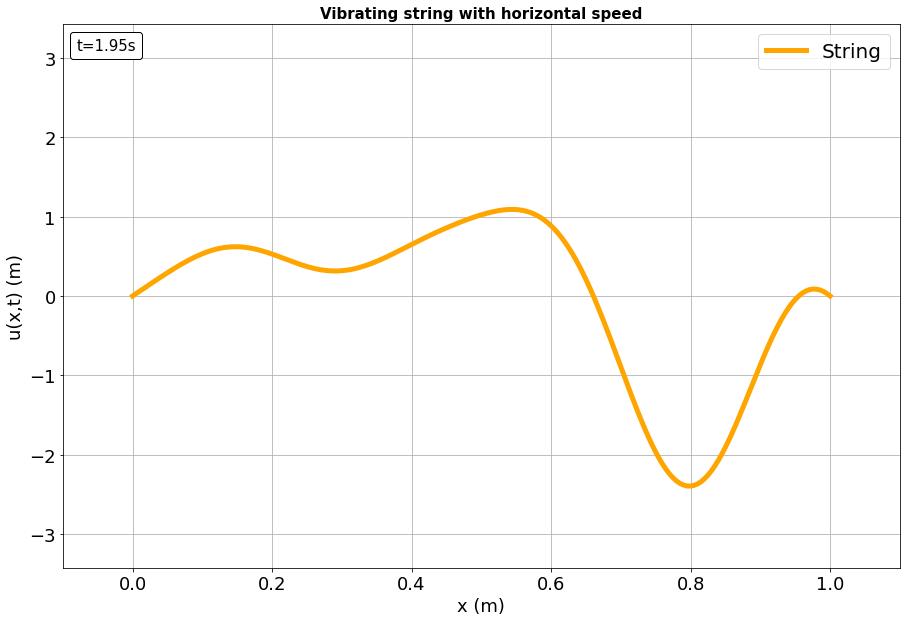 Vibrating string with horizontal speed
t=1.95s
String
3
2
1
0
−1
−2
−3
u(x,t) (m)
0.0 0.2 0.4 0.6 0.8 1.0
x (m)